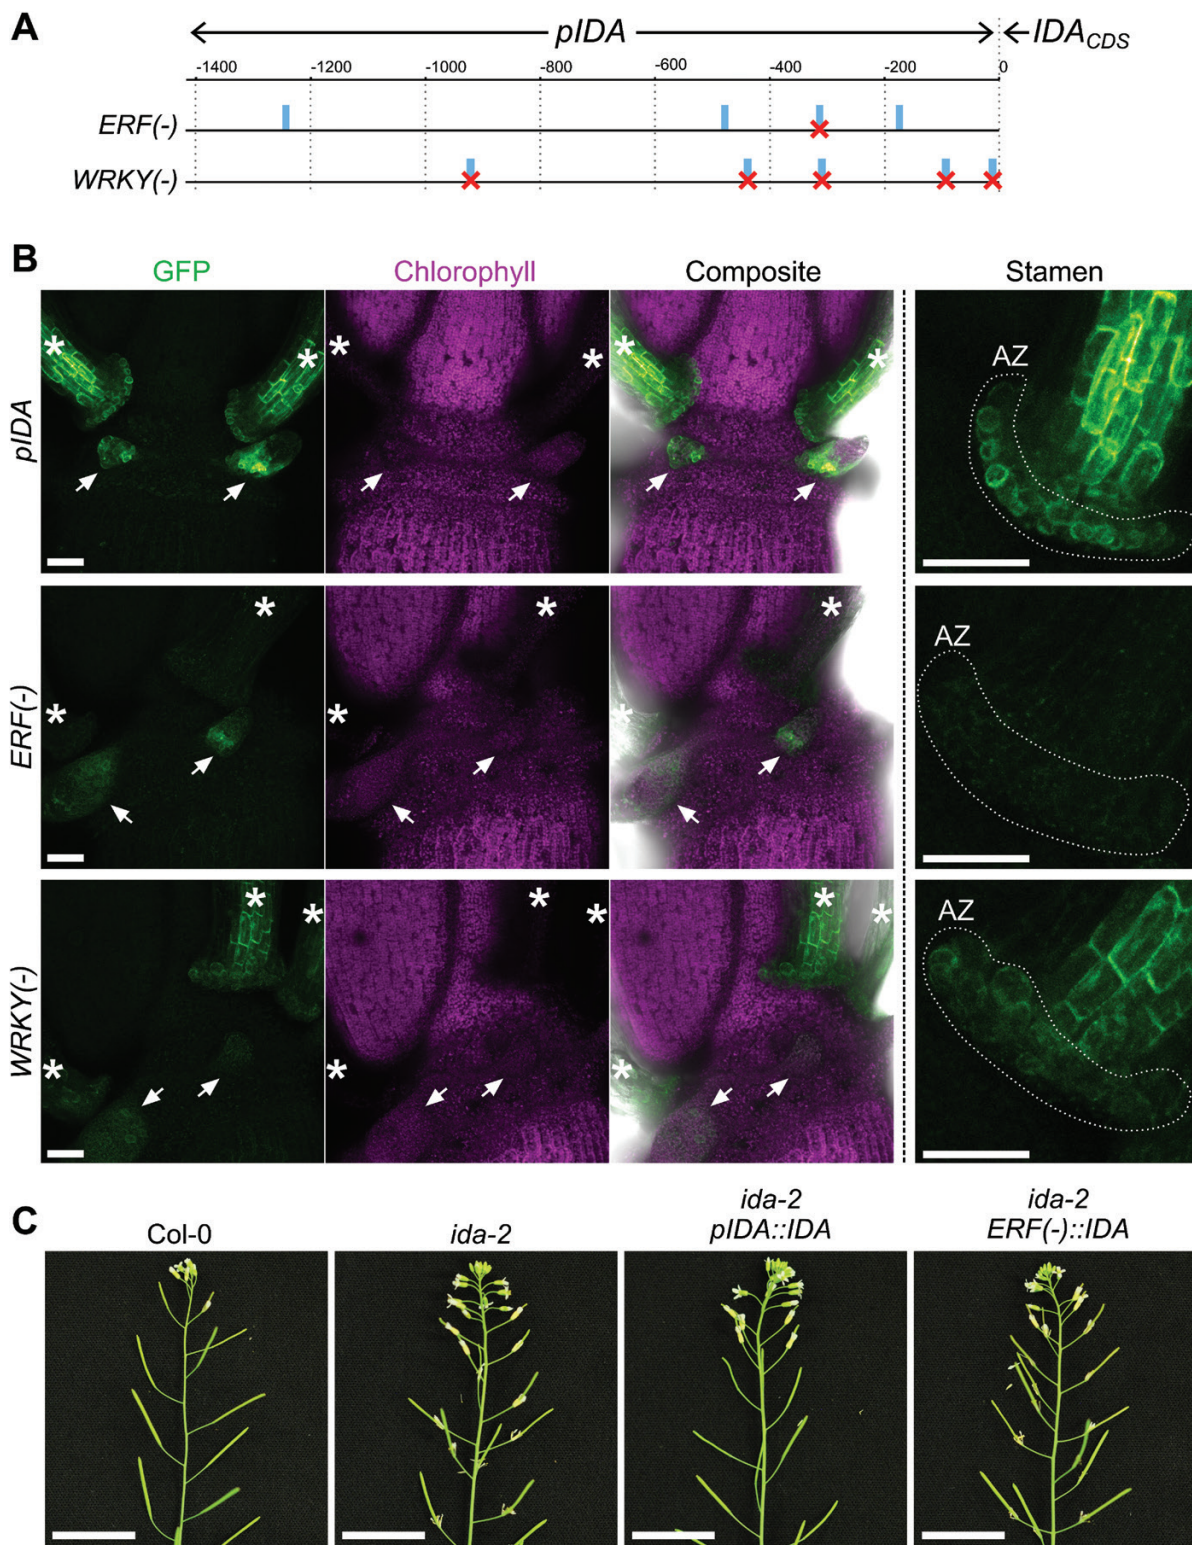 A
pIDA
IDA_CDS
-1400 -1200 -1000 -800 -600 -400 -200 0
ERF(-)
WRKY(-)
B
GFP Chlorophyll Composite Stamen
pIDA
* * * * * *
AZ
ERF(-)
* * * * * *
AZ
WRKY(-)
* * * * * * * * *
AZ
C
Col-0
ida-2
ida-2
pIDA::IDA
ida-2
ERF(-)::IDA